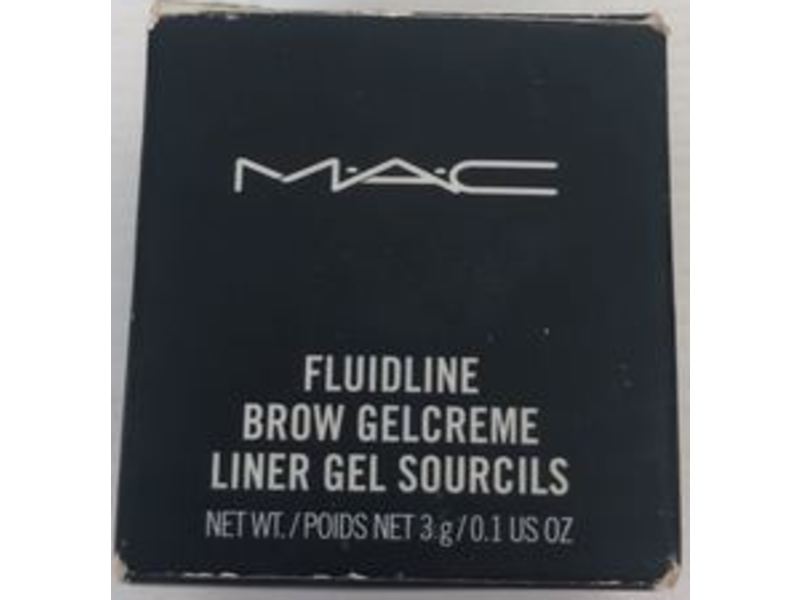 M·A·C
FLUIDLINE
BROW GELCREME
LINER GEL SOURCILS
NET WT. / POIDS NET 3 g / 0.1 US OZ